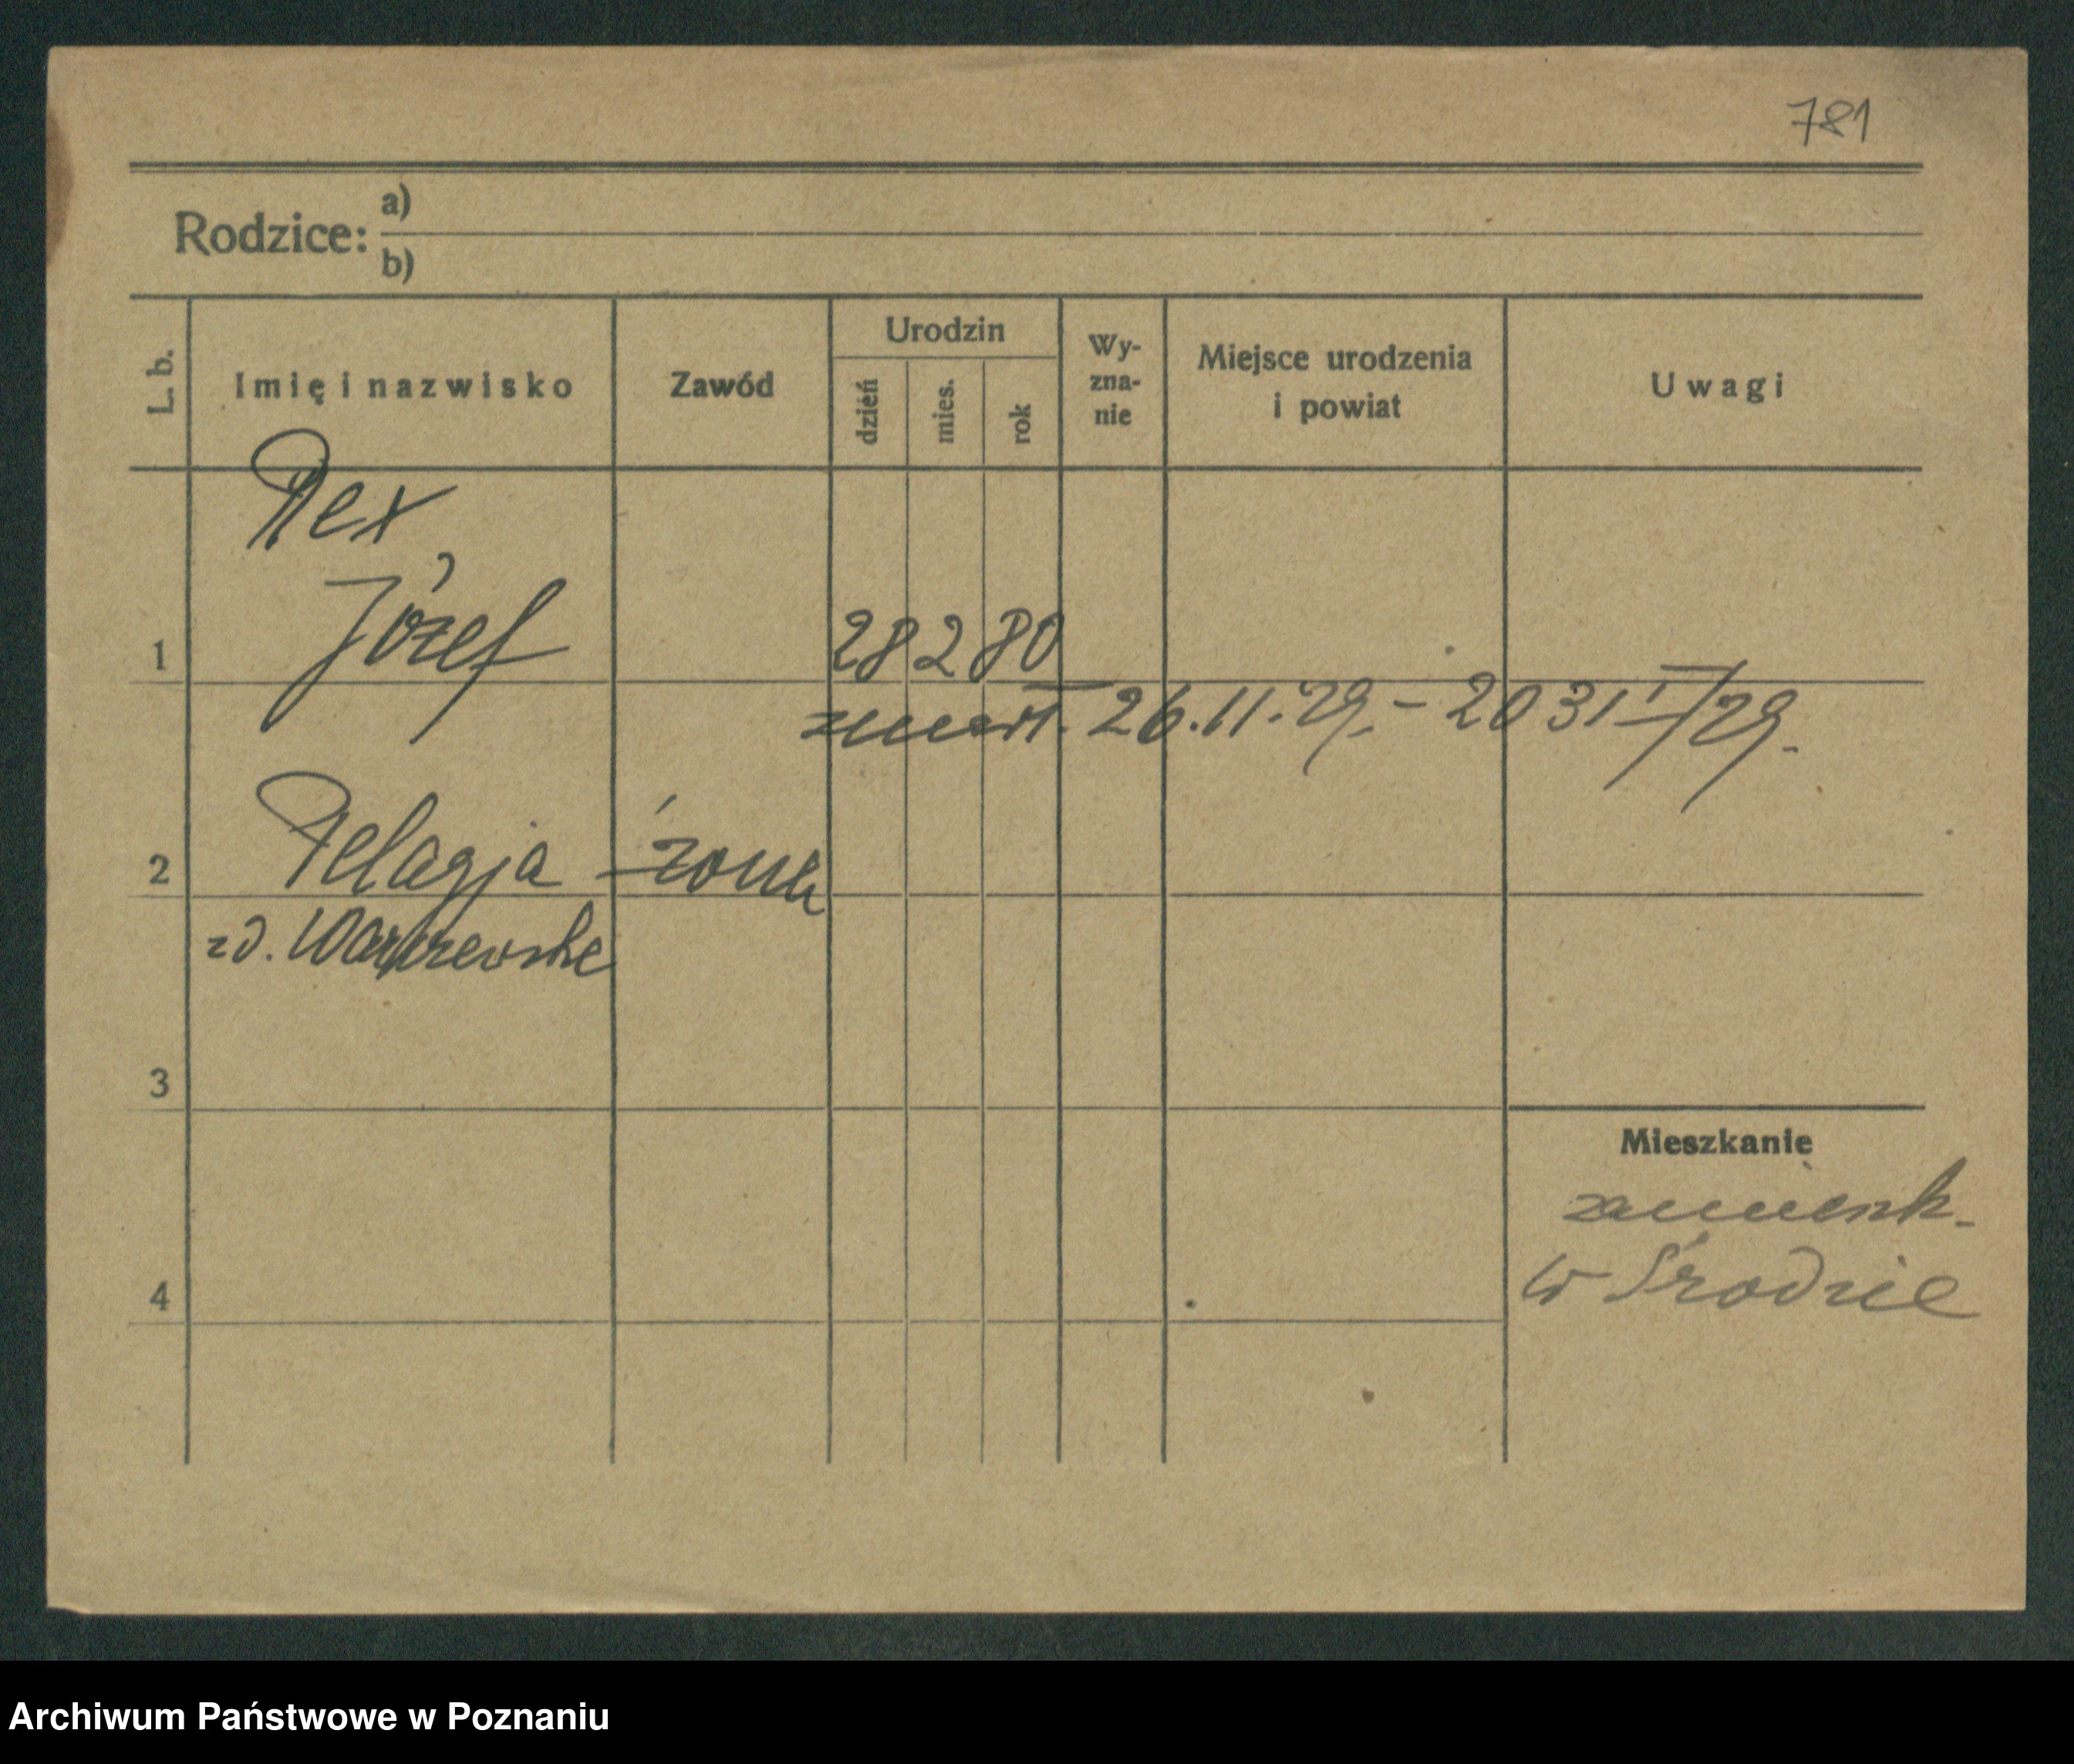 781
Rodzice: a)
b)
L. b. Imię i nazwisko Zawód Urodzin dzień mies. rok Wy-zna-nie Miejsce urodzenia i powiat Uwagi
Rex
1 Józef 28 2 80
zmarł. 26.11.29. - 2031
2 Pelagja - żona
zd.
3
Mieszkanie
zamieszk.
w Środzie
4
Archiwum Państwowe w Poznaniu